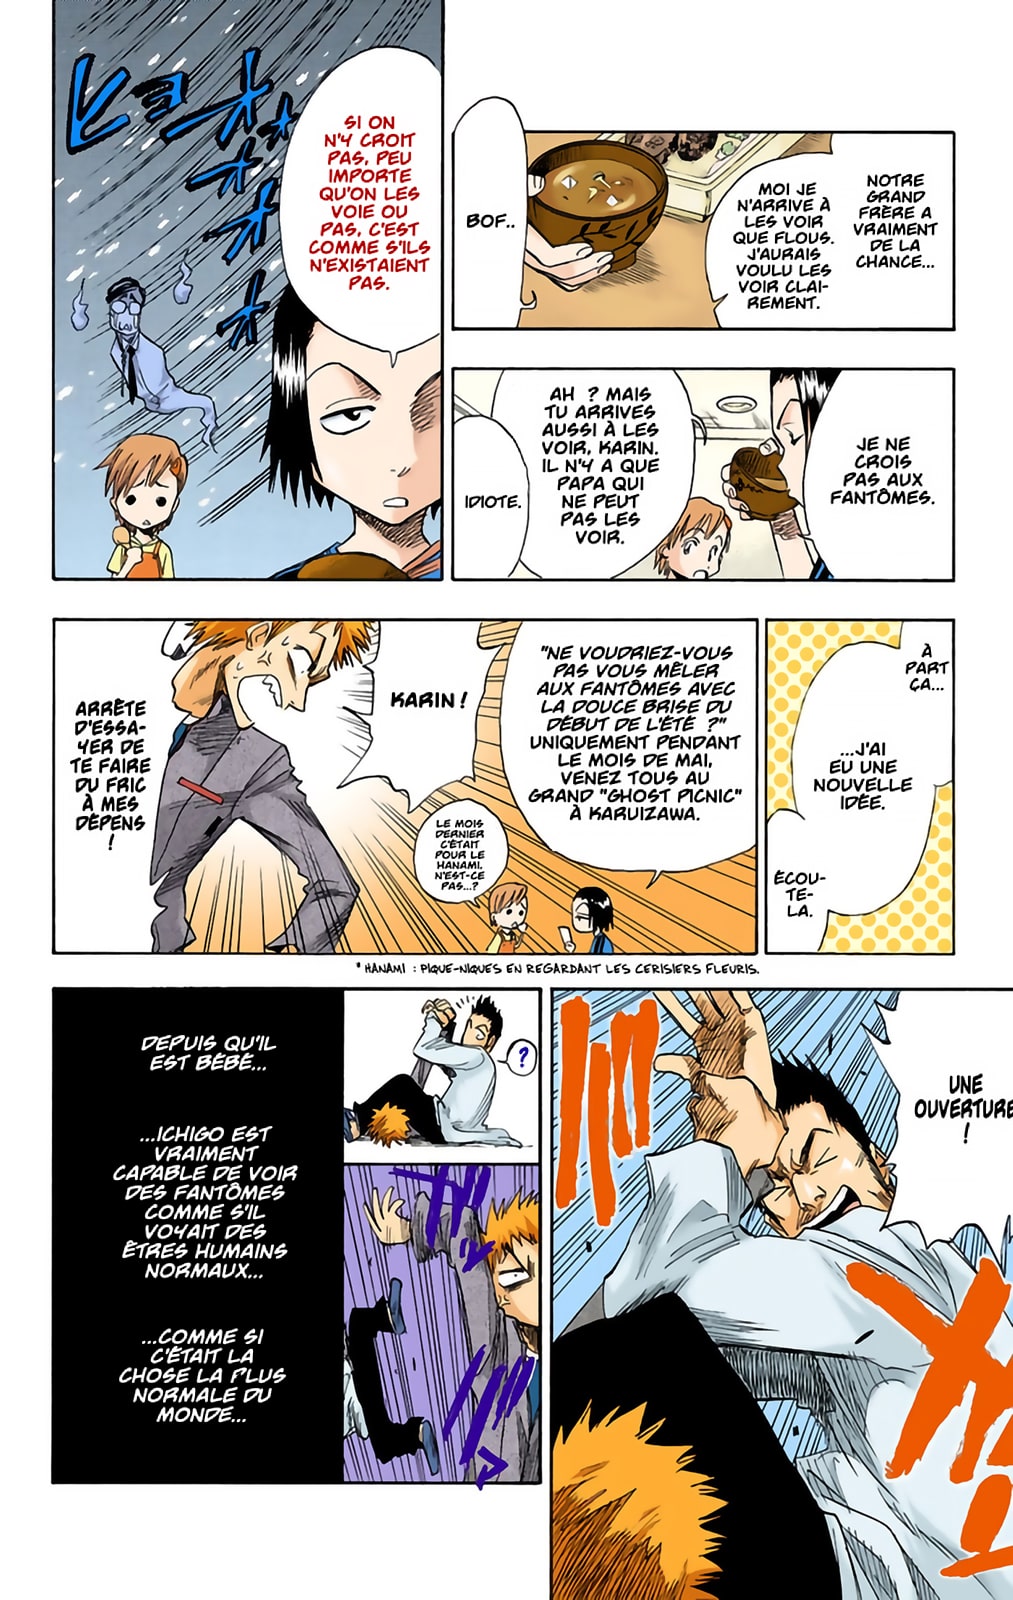 NOTRE
GRAND
FRÈRE A
VRAIMENT
DE LA
CHANCE...
MOI JE
N'ARRIVE À
LES VOIR
QUE FLOUS.
J'AURAIS
VOULU LES
VOIR CLAI-
REMENT.
BOF..
JE NE
CROIS
PAS AUX
FANTÔMES.
AH ? MAIS
TU ARRIVES
AUSSI À LES
VOIR, KARIN.
IL N'Y A QUE
PAPA QUI
NE PEUT
PAS LES
VOIR.
IDIOTE.
SI ON
N'Y CROIT
PAS, PEU
IMPORTE
QU'ON LES
VOIE OU
PAS, C'EST
COMME S'ILS
N'EXISTAIENT
PAS.
ヒョオオオオオオ
À
PART
ÇA...
...J'AI
EU UNE
NOUVELLE
IDÉE.
ÉCOU-
TE-
LA.
"NE VOUDRIEZ-VOUS
PAS VOUS MÊLER
AUX FANTÔMES AVEC
LA DOUCE BRISE DU
DÉBUT DE L'ÉTÉ ?"
UNIQUEMENT PENDANT
LE MOIS DE MAI,
VENEZ TOUS AU
GRAND "GHOST PICNIC"
À KARUIZAWA.
LE MOIS
DERNIER
C'ÉTAIT
POUR LE
HANAMI,
N'EST-CE
PAS...?
KARIN !
ARRÊTE
D'ESSA-
YER DE
TE FAIRE
DU FRIC
À MES
DÉPENS
!
* HANAMI : PIQUE-NIQUES EN REGARDANT LES CERISIERS FLEURIS.
UNE
OUVERTURE
!
?
DEPUIS QU'IL
EST BÉBÉ...
...ICHIGO EST
VRAIMENT
CAPABLE DE VOIR
DES FANTÔMES
COMME S'IL
VOYAIT DES
ÊTRES HUMAINS
NORMAUX...
...COMME SI
C'ÉTAIT LA
CHOSE LA PLUS
NORMALE DU
MONDE...